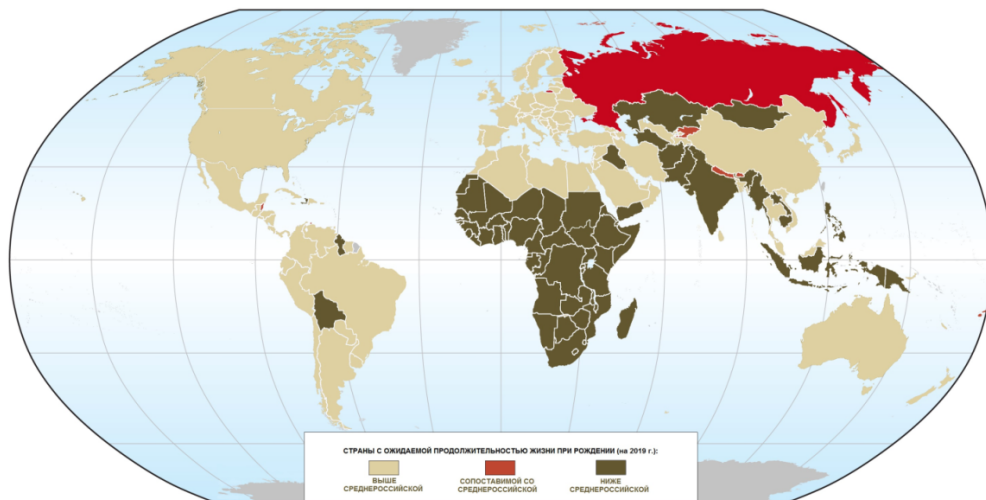 СТРАНЫ С ОЖИДАЕМОЙ ПРОДОЛЖИТЕЛЬНОСТЬЮ ЖИЗНИ ПРИ РОЖДЕНИИ (на 2019 г.):
ВЫШЕ
СРЕДНЕРОССИЙСКОЙ
СОПОСТАВИМОЙ СО
СРЕДНЕРОССИЙСКОЙ
НИЖЕ
СРЕДНЕРОССИЙСКОЙ